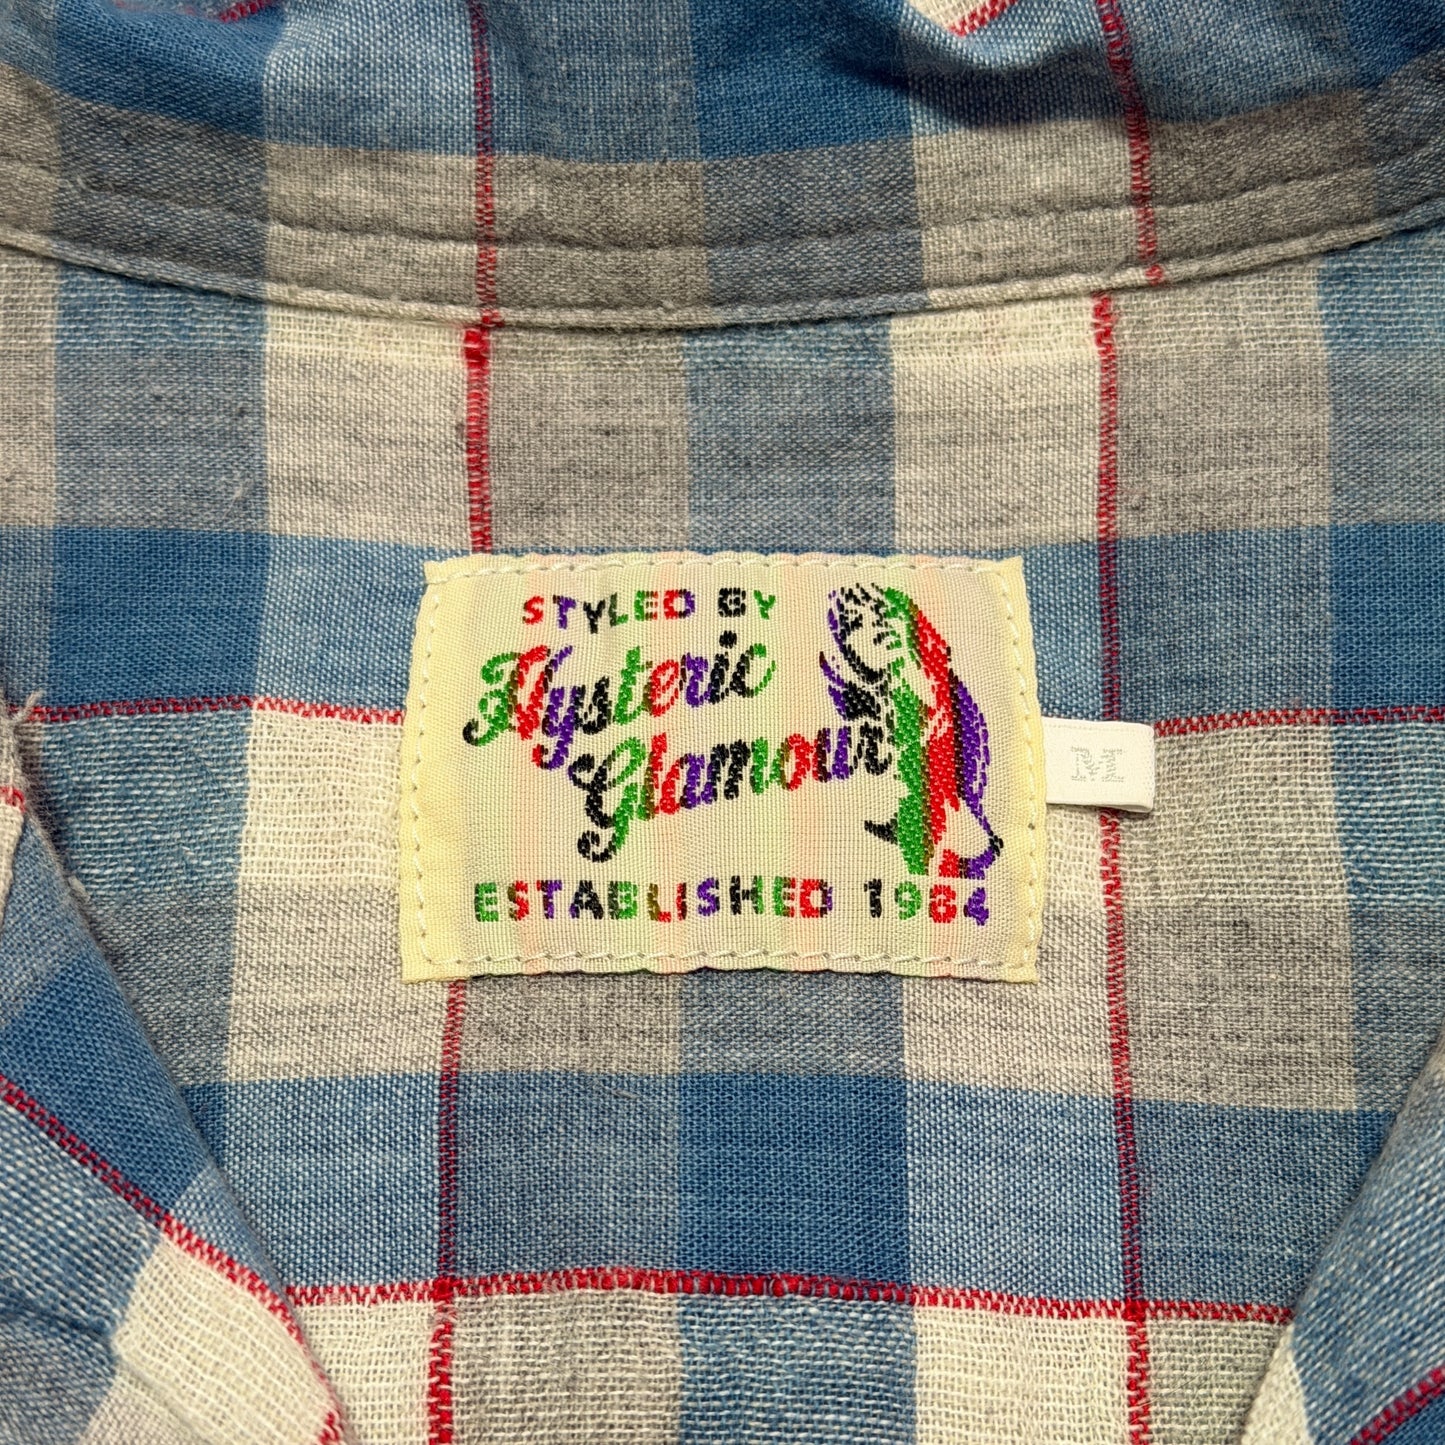 STYLED BY
Hysteric
Glamour
ESTABLISHED 1984
M